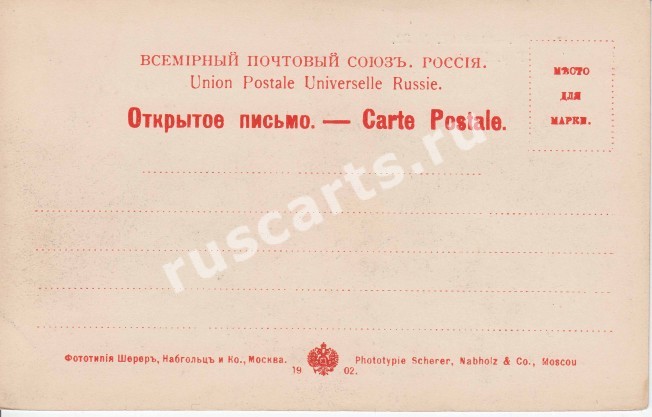 ВСЕМІРНЫЙ ПОЧТОВЫЙ СОЮЗЪ. РОССІЯ.
Union Postale Universelle Russie.
Открытое письмо. — Carte Postale.
МѢСТО
ДЛЯ
МАРКИ.
ruscarts.ru
Фототипія Шереръ, Набгольцъ и Ко., Москва.
Phototypie Scherer, Nabholz & Co., Moscou
19 02.